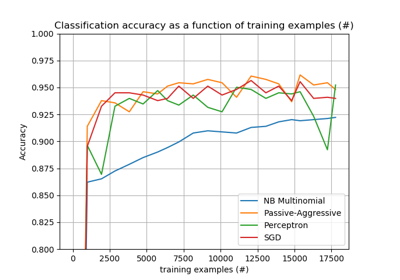 Classification accuracy as a function of training examples (#)
1.000
0.975
0.950
0.925
0.900
0.875
0.850
0.825
0.800
Accuracy
NB Multinomial
Passive-Aggressive
Perceptron
SGD
0 2500 5000 7500 10000 12500 15000 17500
training examples (#)